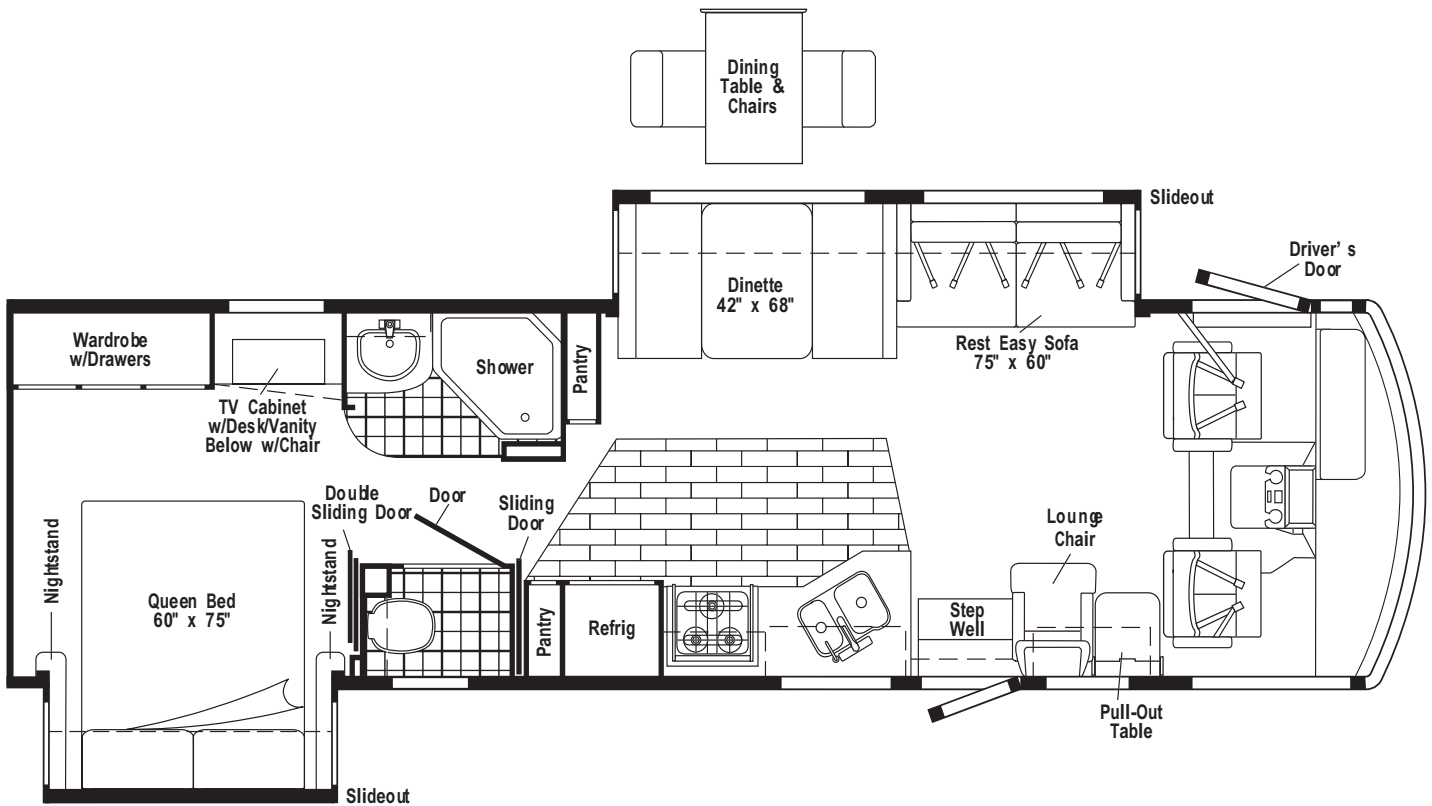 Dining
Table &
Chairs
Slideout
Driver's
Door
Dinette
42" x 68"
Rest Easy Sofa
75" x 60"
Wardrobe
w/Drawers
Shower
Pantry
TV Cabinet
w/Desk/Vanity
Below w/Chair
Double
Sliding Door
Door
Sliding
Door
Lounge
Chair
Nightstand
Nightstand
Queen Bed
60" x 75"
Pantry
Refrig
Step
Well
Pull-Out
Table
Slideout